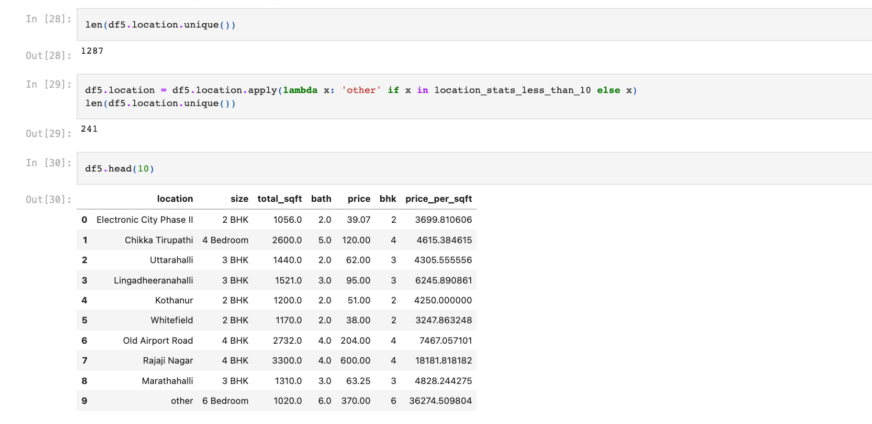 In [28]: len(df5.location.unique())
Out[28]: 1287
In [29]: df5.location = df5.location.apply(lambda x: 'other' if x in location_stats_less_than_10 else x)
len(df5.location.unique())
Out[29]: 241
In [30]: df5.head(10)
Out[30]: location size total_sqft bath price bhk price_per_sqft
0 Electronic City Phase II 2 BHK 1056.0 2.0 39.07 2 3699.810606
1 Chikka Tirupathi 4 Bedroom 2600.0 5.0 120.00 4 4615.384615
2 Uttarahalli 3 BHK 1440.0 2.0 62.00 3 4305.555556
3 Lingadheeranahalli 3 BHK 1521.0 3.0 95.00 3 6245.890861
4 Kothanur 2 BHK 1200.0 2.0 51.00 2 4250.000000
5 Whitefield 2 BHK 1170.0 2.0 38.00 2 3247.863248
6 Old Airport Road 4 BHK 2732.0 4.0 204.00 4 7467.057101
7 Rajaji Nagar 4 BHK 3300.0 4.0 600.00 4 18181.818182
8 Marathahalli 3 BHK 1310.0 3.0 63.25 3 4828.244275
9 other 6 Bedroom 1020.0 6.0 370.00 6 36274.509804